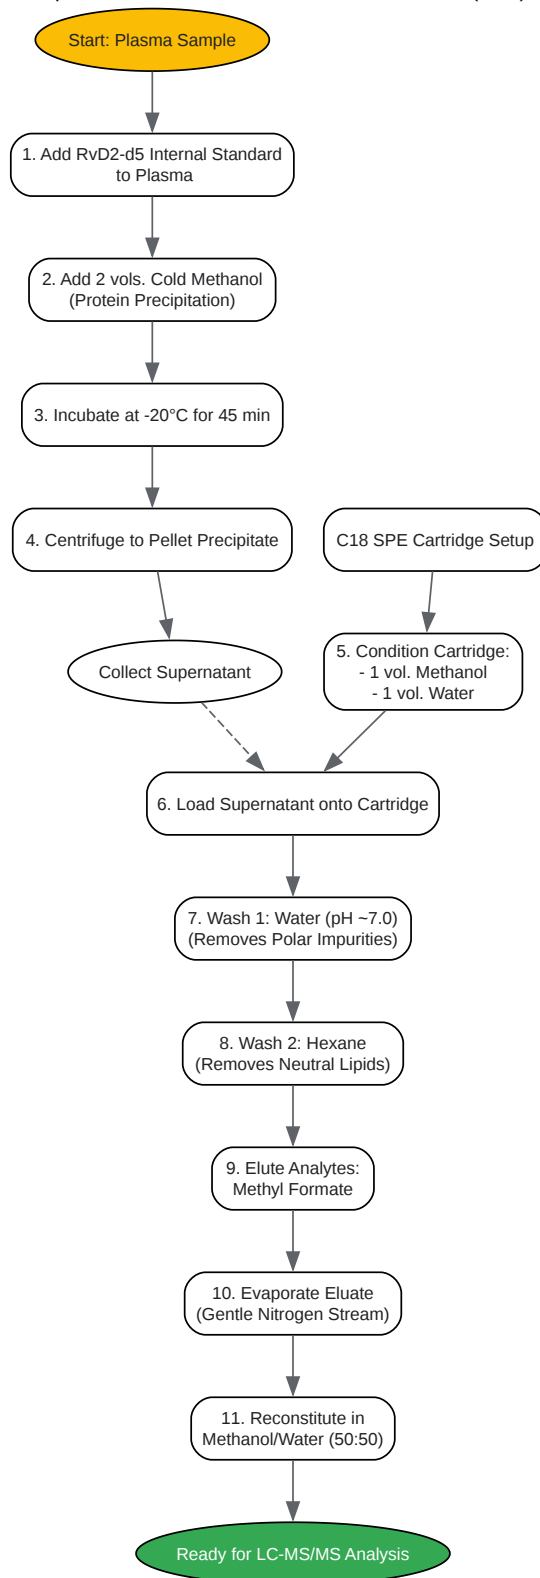 Start: Plasma Sample
1. Add RvD2-d5 Internal Standard
to Plasma
2. Add 2 vols. Cold Methanol
(Protein Precipitation)
3. Incubate at -20°C for 45 min
4. Centrifuge to Pellet Precipitate
C18 SPE Cartridge Setup
Collect Supernatant
5. Condition Cartridge:
- 1 vol. Methanol
- 1 vol. Water
6. Load Supernatant onto Cartridge
7. Wash 1: Water (pH ~7.0)
(Removes Polar Impurities)
8. Wash 2: Hexane
(Removes Neutral Lipids)
9. Elute Analytes:
Methyl Formate
10. Evaporate Eluate
(Gentle Nitrogen Stream)
11. Reconstitute in
Methanol/Water (50:50)
Ready for LC-MS/MS Analysis